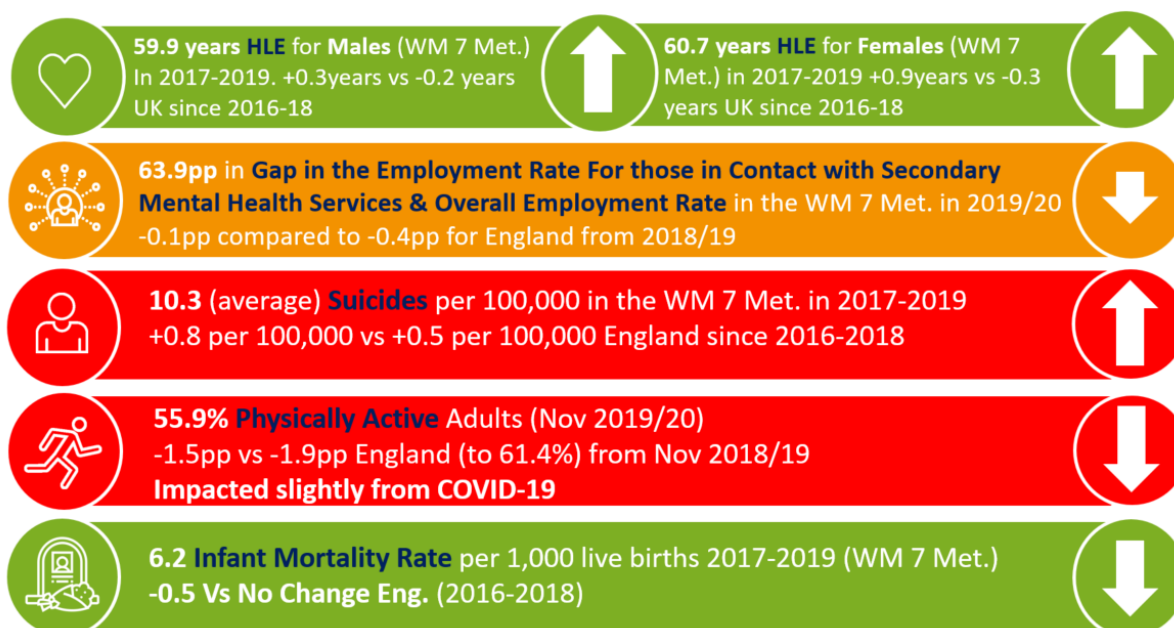 59.9 years HLE for Males (WM 7 Met.)
In 2017-2019. +0.3years vs -0.2 years
UK since 2016-18
60.7 years HLE for Females (WM 7
Met.) in 2017-2019 +0.9years vs -0.3
years UK since 2016-18
63.9pp in Gap in the Employment Rate For those in Contact with Secondary
Mental Health Services & Overall Employment Rate in the WM 7 Met. in 2019/20
-0.1pp compared to -0.4pp for England from 2018/19
10.3 (average) Suicides per 100,000 in the WM 7 Met. in 2017-2019
+0.8 per 100,000 vs +0.5 per 100,000 England since 2016-2018
55.9% Physically Active Adults (Nov 2019/20)
-1.5pp vs -1.9pp England (to 61.4%) from Nov 2018/19
Impacted slightly from COVID-19
6.2 Infant Mortality Rate per 1,000 live births 2017-2019 (WM 7 Met.)
-0.5 Vs No Change Eng. (2016-2018)